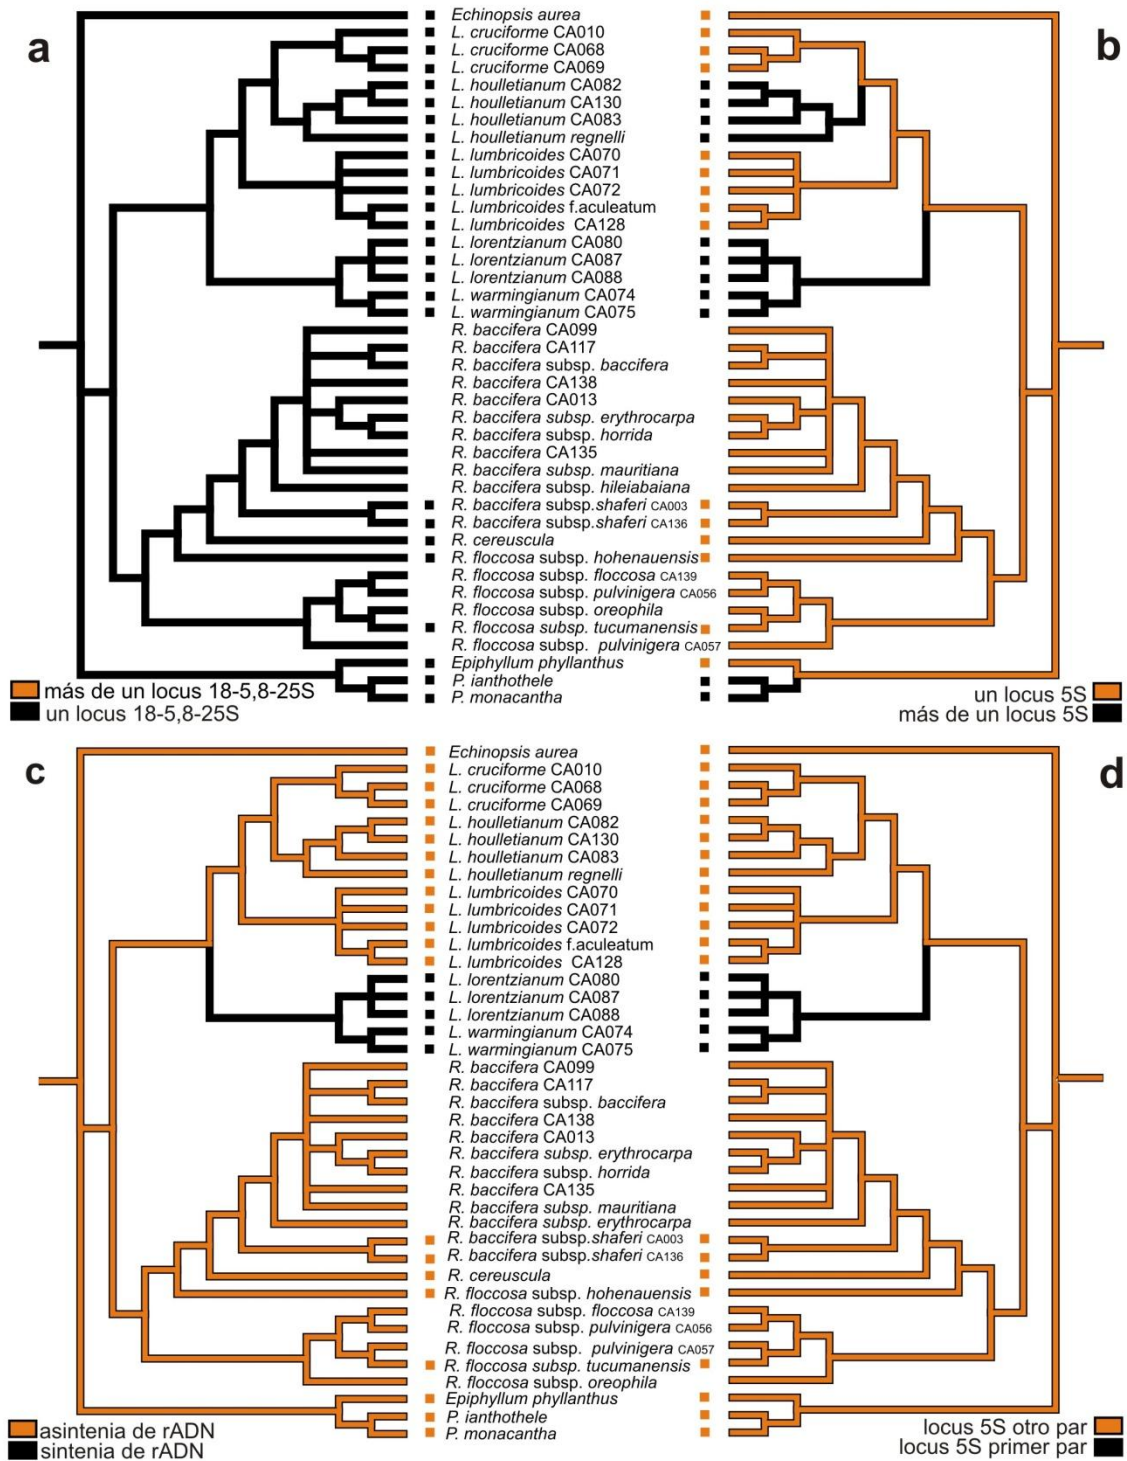 a
b
Echinopsis aurea
L. cruciforme CA010
L. cruciforme CA068
L. cruciforme CA069
L. houlletianum CA082
L. houlletianum CA130
L. houlletianum CA083
L. houlletianum regnelli
L. lumbricoides CA070
L. lumbricoides CA071
L. lumbricoides CA072
L. lumbricoides f.aculeatum
L. lumbricoides CA128
L. lorentzianum CA080
L. lorentzianum CA087
L. lorentzianum CA088
L. warmingianum CA074
L. warmingianum CA075
R. baccifera CA099
R. baccifera CA117
R. baccifera subsp. baccifera
R. baccifera CA138
R. baccifera CA013
R. baccifera subsp. erythrocarpa
R. baccifera subsp. horrida
R. baccifera CA135
R. baccifera subsp. mauritiana
R. baccifera subsp. hileiabaiana
R. baccifera subsp.shaferi CA003
R. baccifera subsp.shaferi CA136
R. cereuscula
R. floccosa subsp. hohenauensis
R. floccosa subsp. floccosa CA139
R. floccosa subsp. pulvinigera CA056
R. floccosa subsp. oreophila
R. floccosa subsp. tucumanensis
R. floccosa subsp. pulvinigera CA057
Epiphyllum phyllanthus
P. ianthothele
P. monacantha
más de un locus 18-5,8-25S
un locus 18-5,8-25S
un locus 5S
más de un locus 5S
c
d
Echinopsis aurea
L. cruciforme CA010
L. cruciforme CA068
L. cruciforme CA069
L. houlletianum CA082
L. houlletianum CA130
L. houlletianum CA083
L. houlletianum regnelli
L. lumbricoides CA070
L. lumbricoides CA071
L. lumbricoides CA072
L. lumbricoides f.aculeatum
L. lumbricoides CA128
L. lorentzianum CA080
L. lorentzianum CA087
L. lorentzianum CA088
L. warmingianum CA074
L. warmingianum CA075
R. baccifera CA099
R. baccifera CA117
R. baccifera subsp. baccifera
R. baccifera CA138
R. baccifera CA013
R. baccifera subsp. erythrocarpa
R. baccifera subsp. horrida
R. baccifera CA135
R. baccifera subsp. mauritiana
R. baccifera subsp. erythrocarpa
R. baccifera subsp.shaferi CA003
R. baccifera subsp.shaferi CA136
R. cereuscula
R. floccosa subsp. hohenauensis
R. floccosa subsp. floccosa CA139
R. floccosa subsp. pulvinigera CA056
R. floccosa subsp. pulvinigera CA057
R. floccosa subsp. tucumanensis
R. floccosa subsp. oreophila
Epiphyllum phyllanthus
P. ianthothele
P. monacantha
asintenia de rADN
sintenia de rADN
locus 5S otro par
locus 5S primer par